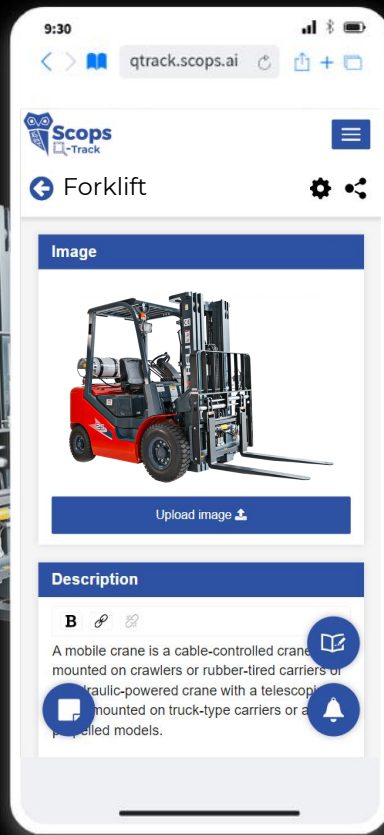 9:30
qtrack.scops.ai
Scops
Q-Track
Forklift
Image
Upload image
Description
B
A mobile crane is a cable-controlled crane
mounted on crawlers or rubber-tired carriers or
hydraulic-powered crane with a telescopi
mounted on truck-type carriers or a
propelled models.